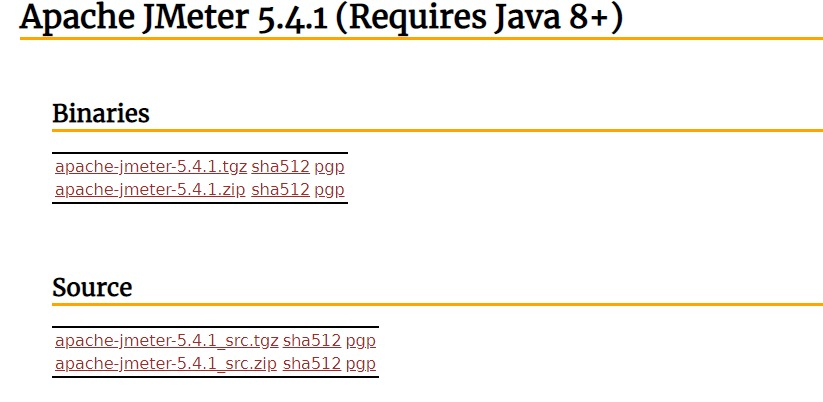 Apache JMeter 5.4.1 (Requires Java 8+)
Binaries
apache-jmeter-5.4.1.tgz sha512 pgp
apache-jmeter-5.4.1.zip sha512 pgp
Source
apache-jmeter-5.4.1_src.tgz sha512 pgp
apache-jmeter-5.4.1_src.zip sha512 pgp